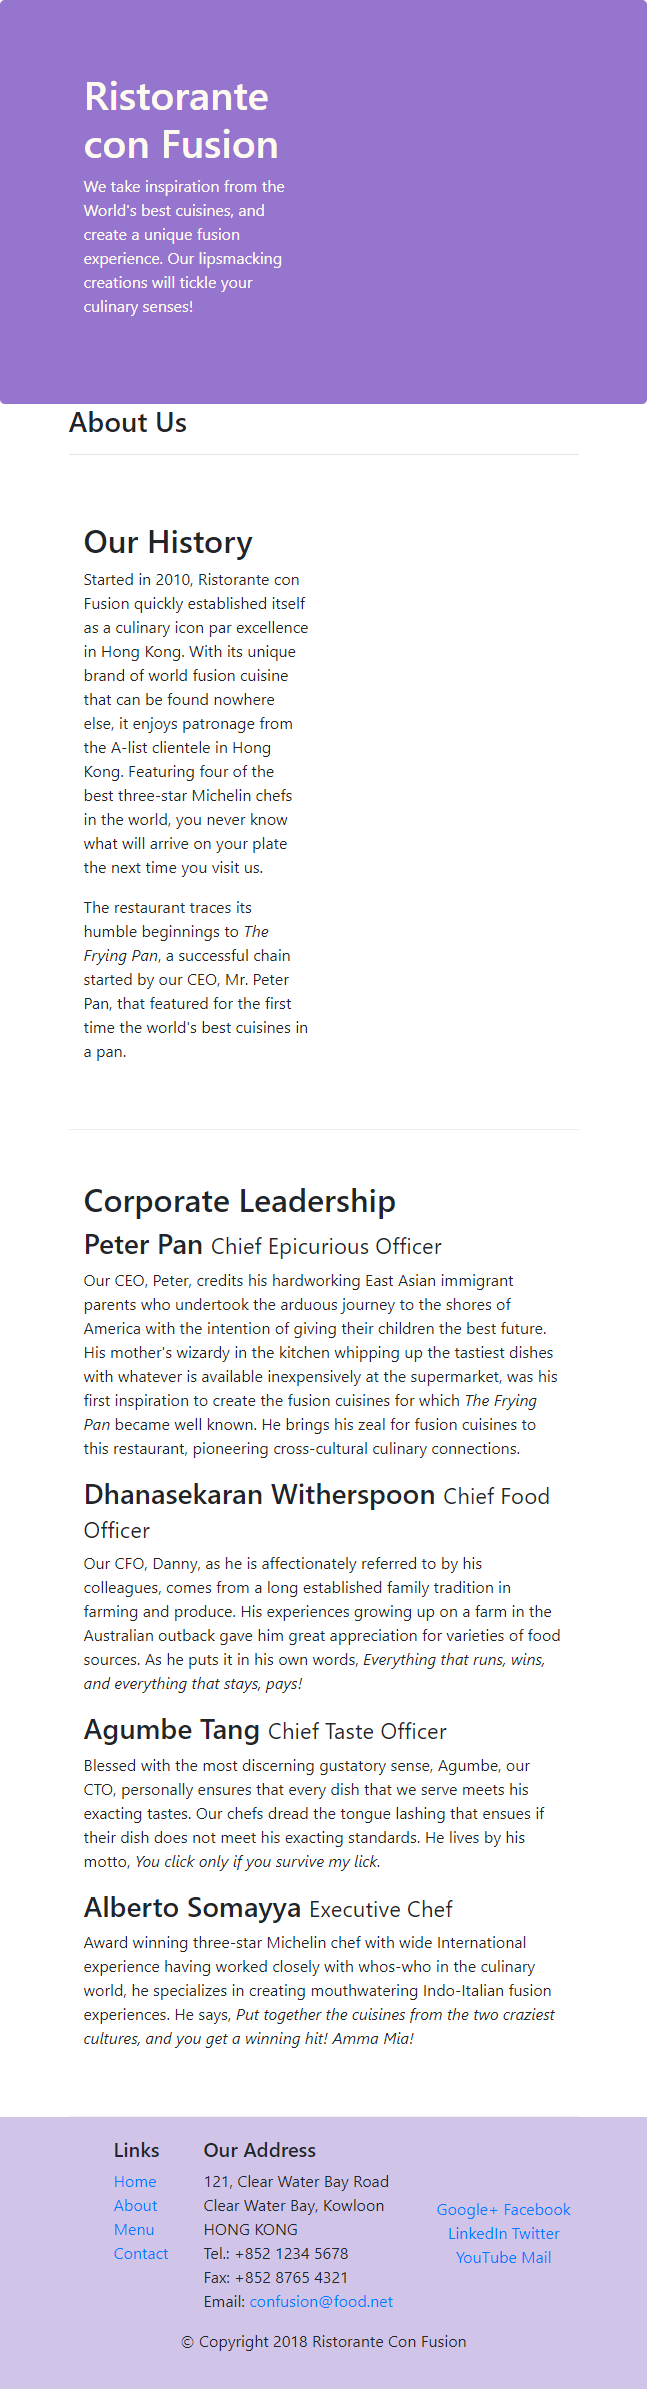 Ristorante
con Fusion
We take inspiration from the
World's best cuisines, and
create a unique fusion
experience. Our lipsmacking
creations will tickle your
culinary senses!
About Us
Our History
Started in 2010, Ristorante con
Fusion quickly established itself
as a culinary icon par excellence
in Hong Kong. With its unique
brand of world fusion cuisine
that can be found nowhere
else, it enjoys patronage from
the A-list clientele in Hong
Kong. Featuring four of the
best three-star Michelin chefs
in the world, you never know
what will arrive on your plate
the next time you visit us.
The restaurant traces its
humble beginnings to The
Frying Pan, a successful chain
started by our CEO, Mr. Peter
Pan, that featured for the first
time the world's best cuisines in
a pan.
Corporate Leadership
Peter Pan Chief Epicurious Officer
Our CEO, Peter, credits his hardworking East Asian immigrant
parents who undertook the arduous journey to the shores of
America with the intention of giving their children the best future.
His mother's wizardy in the kitchen whipping up the tastiest dishes
with whatever is available inexpensively at the supermarket, was his
first inspiration to create the fusion cuisines for which The Frying
Pan became well known. He brings his zeal for fusion cuisines to
this restaurant, pioneering cross-cultural culinary connections.
Dhanasekaran Witherspoon Chief Food
Officer
Our CFO, Danny, as he is affectionately referred to by his
colleagues, comes from a long established family tradition in
farming and produce. His experiences growing up on a farm in the
Australian outback gave him great appreciation for varieties of food
sources. As he puts it in his own words, Everything that runs, wins,
and everything that stays, pays!
Agumbe Tang Chief Taste Officer
Blessed with the most discerning gustatory sense, Agumbe, our
CTO, personally ensures that every dish that we serve meets his
exacting tastes. Our chefs dread the tongue lashing that ensues if
their dish does not meet his exacting standards. He lives by his
motto, You click only if you survive my lick.
Alberto Somayya Executive Chef
Award winning three-star Michelin chef with wide International
experience having worked closely with whos-who in the culinary
world, he specializes in creating mouthwatering Indo-Italian fusion
experiences. He says, Put together the cuisines from the two craziest
cultures, and you get a winning hit! Amma Mia!
Links
Home
About
Menu
Contact
Our Address
121, Clear Water Bay Road
Clear Water Bay, Kowloon
HONG KONG
Tel.: +852 1234 5678
Fax: +852 8765 4321
Email: confusion@food.net
Google+ Facebook
LinkedIn Twitter
YouTube Mail
© Copyright 2018 Ristorante Con Fusion